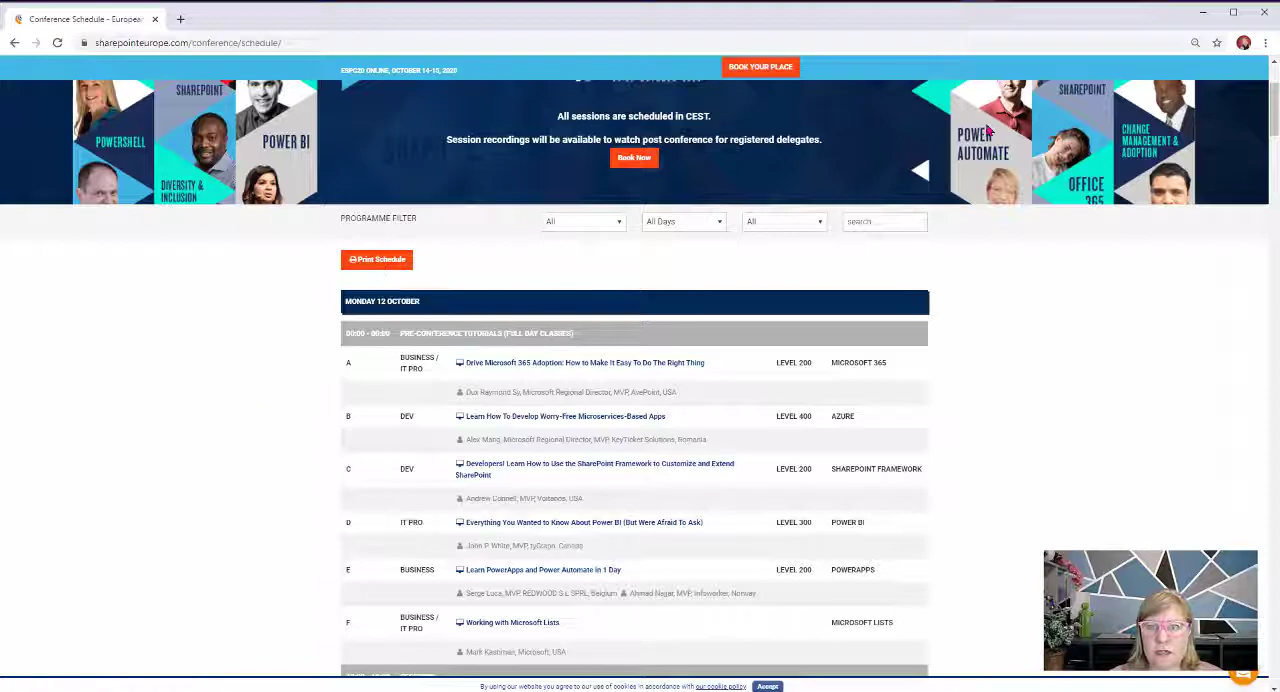 Conference Schedule - Europea
sharepointeurope.com/conference/schedule/
ESPC20 ONLINE, OCTOBER 14-15, 2020
BOOK YOUR PLACE
SHAREPOINT
POWERSHELL
POWER BI
DIVERSITY & INCLUSION
All sessions are scheduled in CEST.
Session recordings will be available to watch post conference for registered delegates.
Book Now
SHAREPOINT
POWER AUTOMATE
OFFICE 365
CHANGE MANAGEMENT & ADOPTION
PROGRAMME FILTER
All
All Days
All
search
Print Schedule
MONDAY 12 OCTOBER
00:00 - 00:00 PRE-CONFERENCE TUTORIALS (FULL DAY CLASSES)
A BUSINESS / IT PRO Drive Microsoft 365 Adoption: How to Make It Easy To Do The Right Thing LEVEL 200 MICROSOFT 365
Dux Raymond Sy, Microsoft Regional Director, MVP, AvePoint, USA
B DEV Learn How To Develop Worry-Free Microservices-Based Apps LEVEL 400 AZURE
Alex Mang, Microsoft Regional Director, MVP, KeyTicket Solutions, Romania
C DEV Developers! Learn How to Use the SharePoint Framework to Customize and Extend SharePoint LEVEL 200 SHAREPOINT FRAMEWORK
Andrew Connell, MVP, Voitanos, USA
D IT PRO Everything You Wanted to Know About Power BI (But Were Afraid To Ask) LEVEL 300 POWER BI
John P White, MVP, tyGraph, Canada
E BUSINESS Learn PowerApps and Power Automate in 1 Day LEVEL 200 POWERAPPS
Serge Luca, MVP, REDWOOD S.L SPRL, Belgium Ahmad Najjar, MVP, Infoworker, Norway
F BUSINESS / IT PRO Working with Microsoft Lists MICROSOFT LISTS
Mark Kashman, Microsoft, USA
By using our website you agree to our use of cookies in accordance with our cookie policy Accept